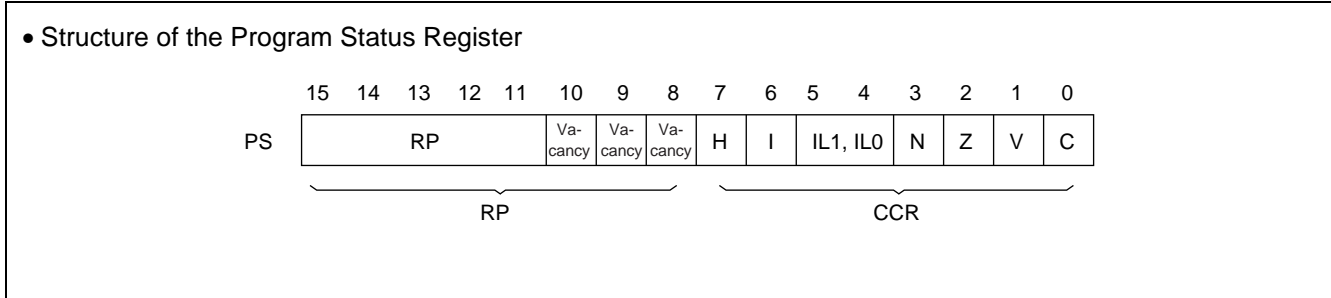 • Structure of the Program Status Register
15 14 13 12 11 10 9 8 7 6 5 4 3 2 1 0
PS RP Va-cancy Va-cancy Va-cancy H I IL1, IL0 N Z V C
RP CCR